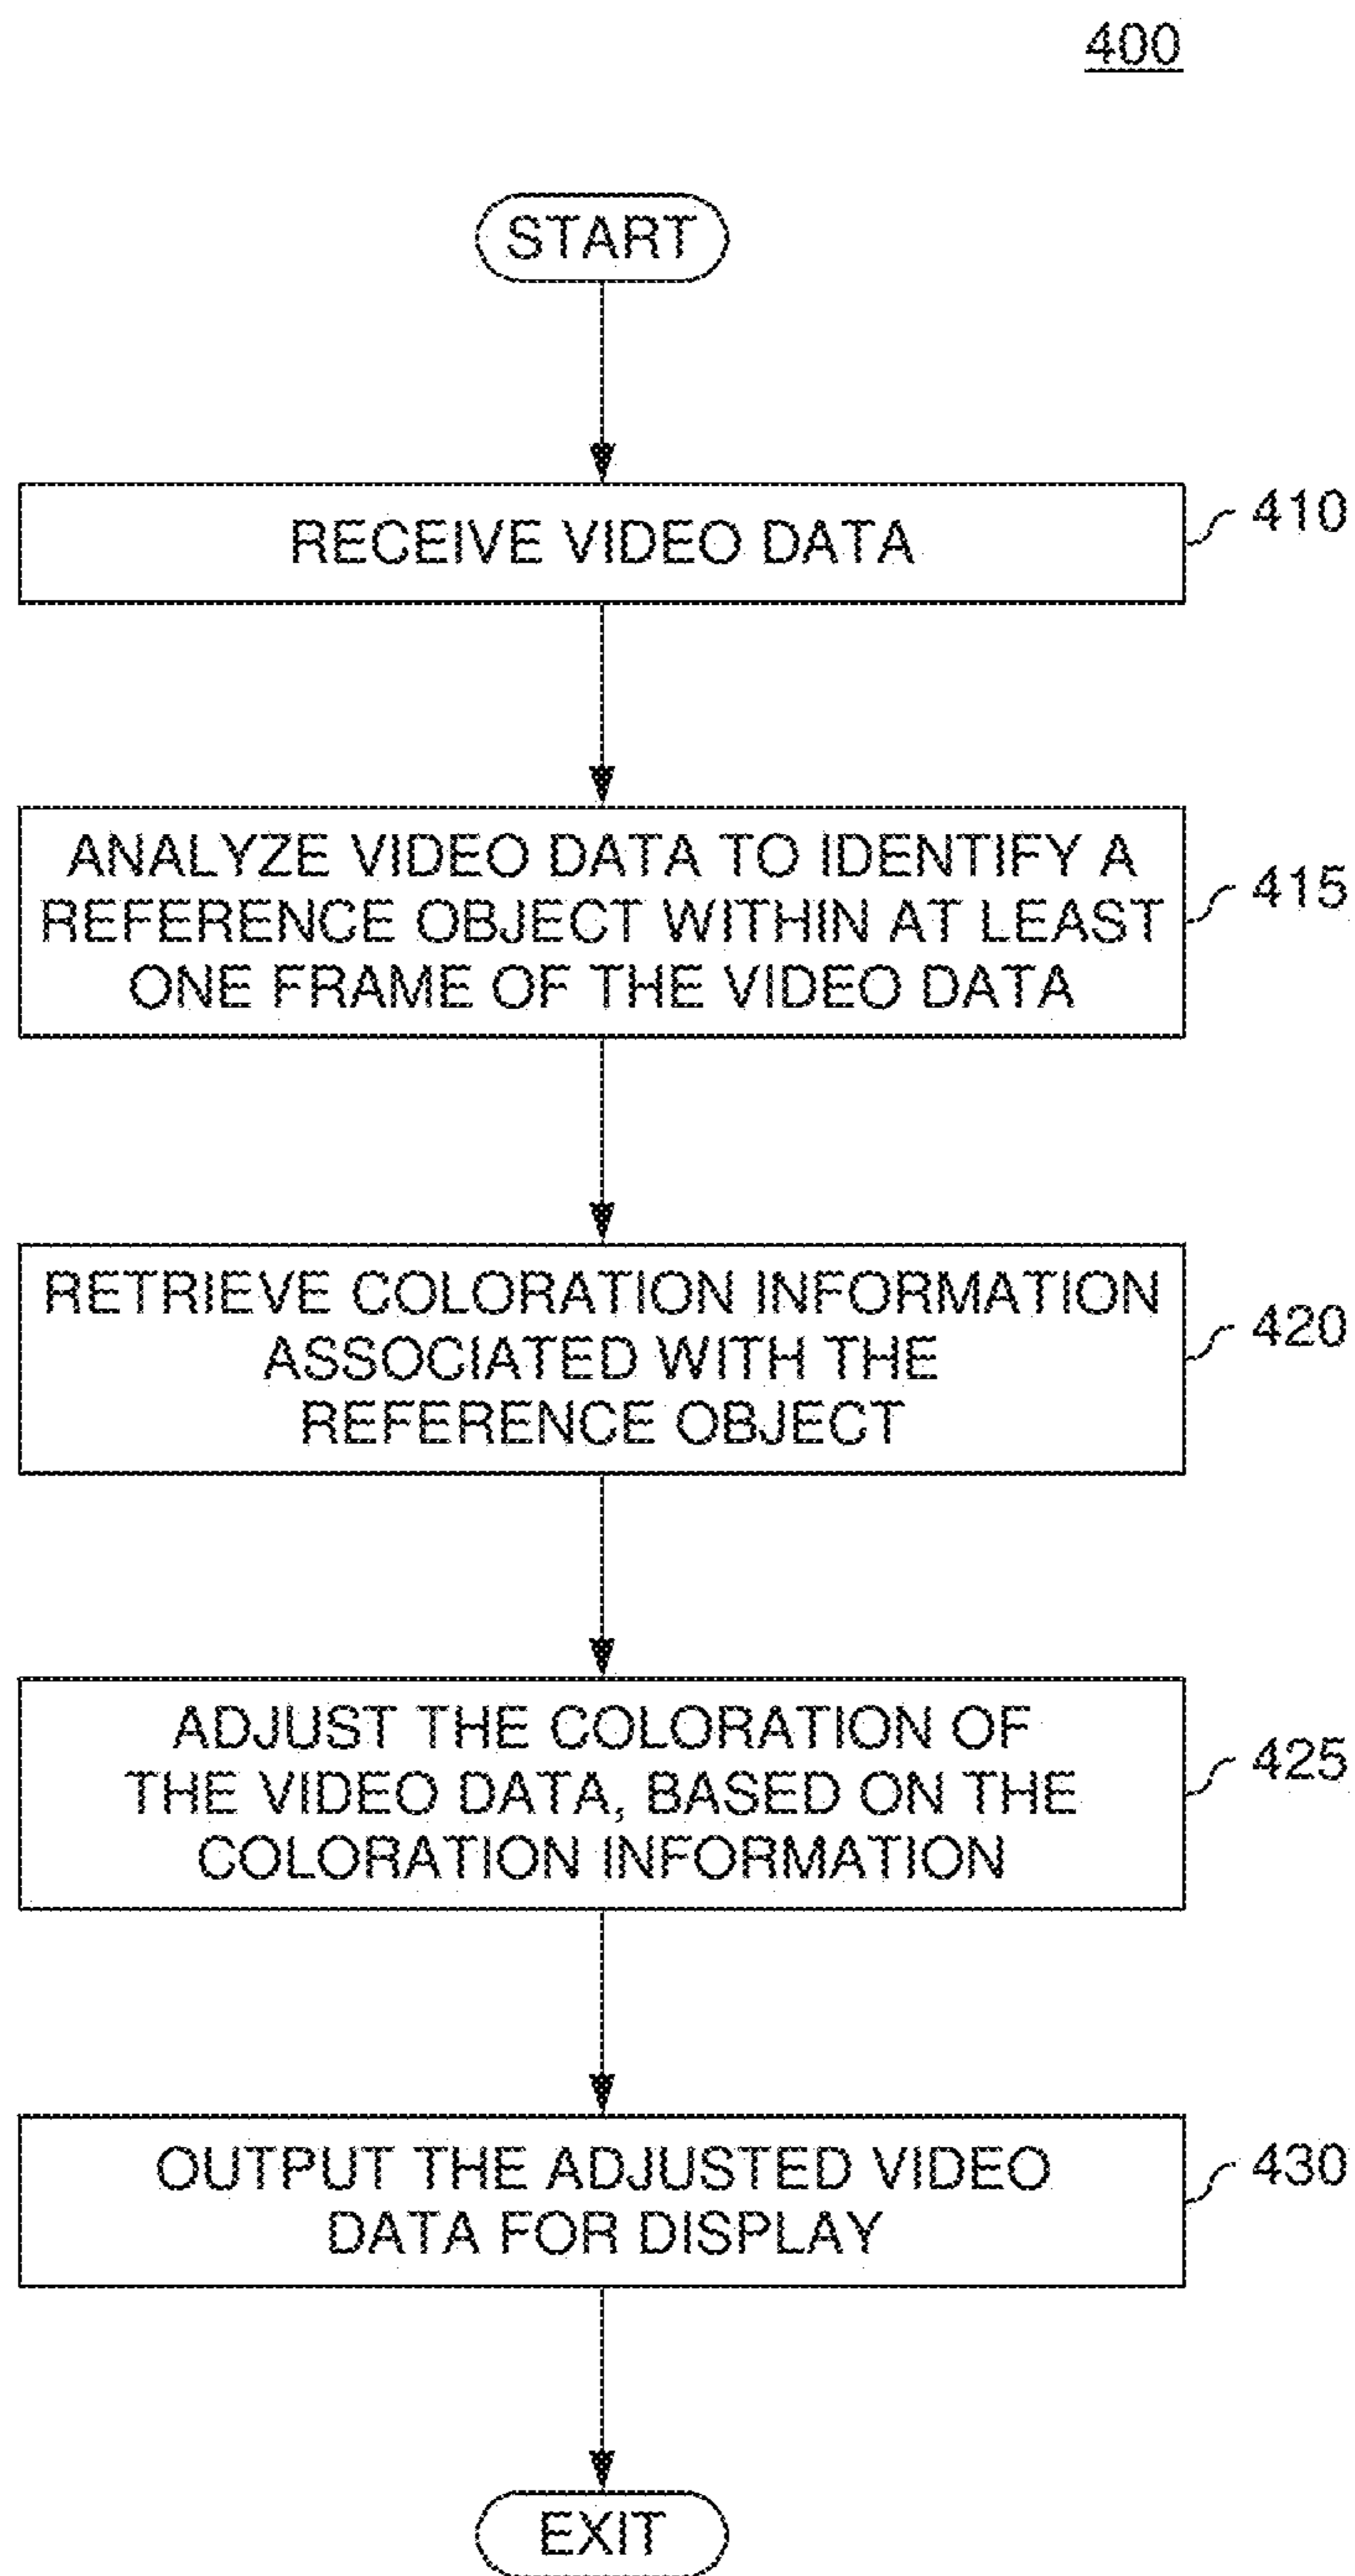 400
START
RECEIVE VIDEO DATA
410
ANALYZE VIDEO DATA TO IDENTIFY A
REFERENCE OBJECT WITHIN AT LEAST
ONE FRAME OF THE VIDEO DATA
415
RETRIEVE COLORATION INFORMATION
ASSOCIATED WITH THE
REFERENCE OBJECT
420
ADJUST THE COLORATION OF
THE VIDEO DATA, BASED ON THE
COLORATION INFORMATION
425
OUTPUT THE ADJUSTED VIDEO
DATA FOR DISPLAY
430
EXIT